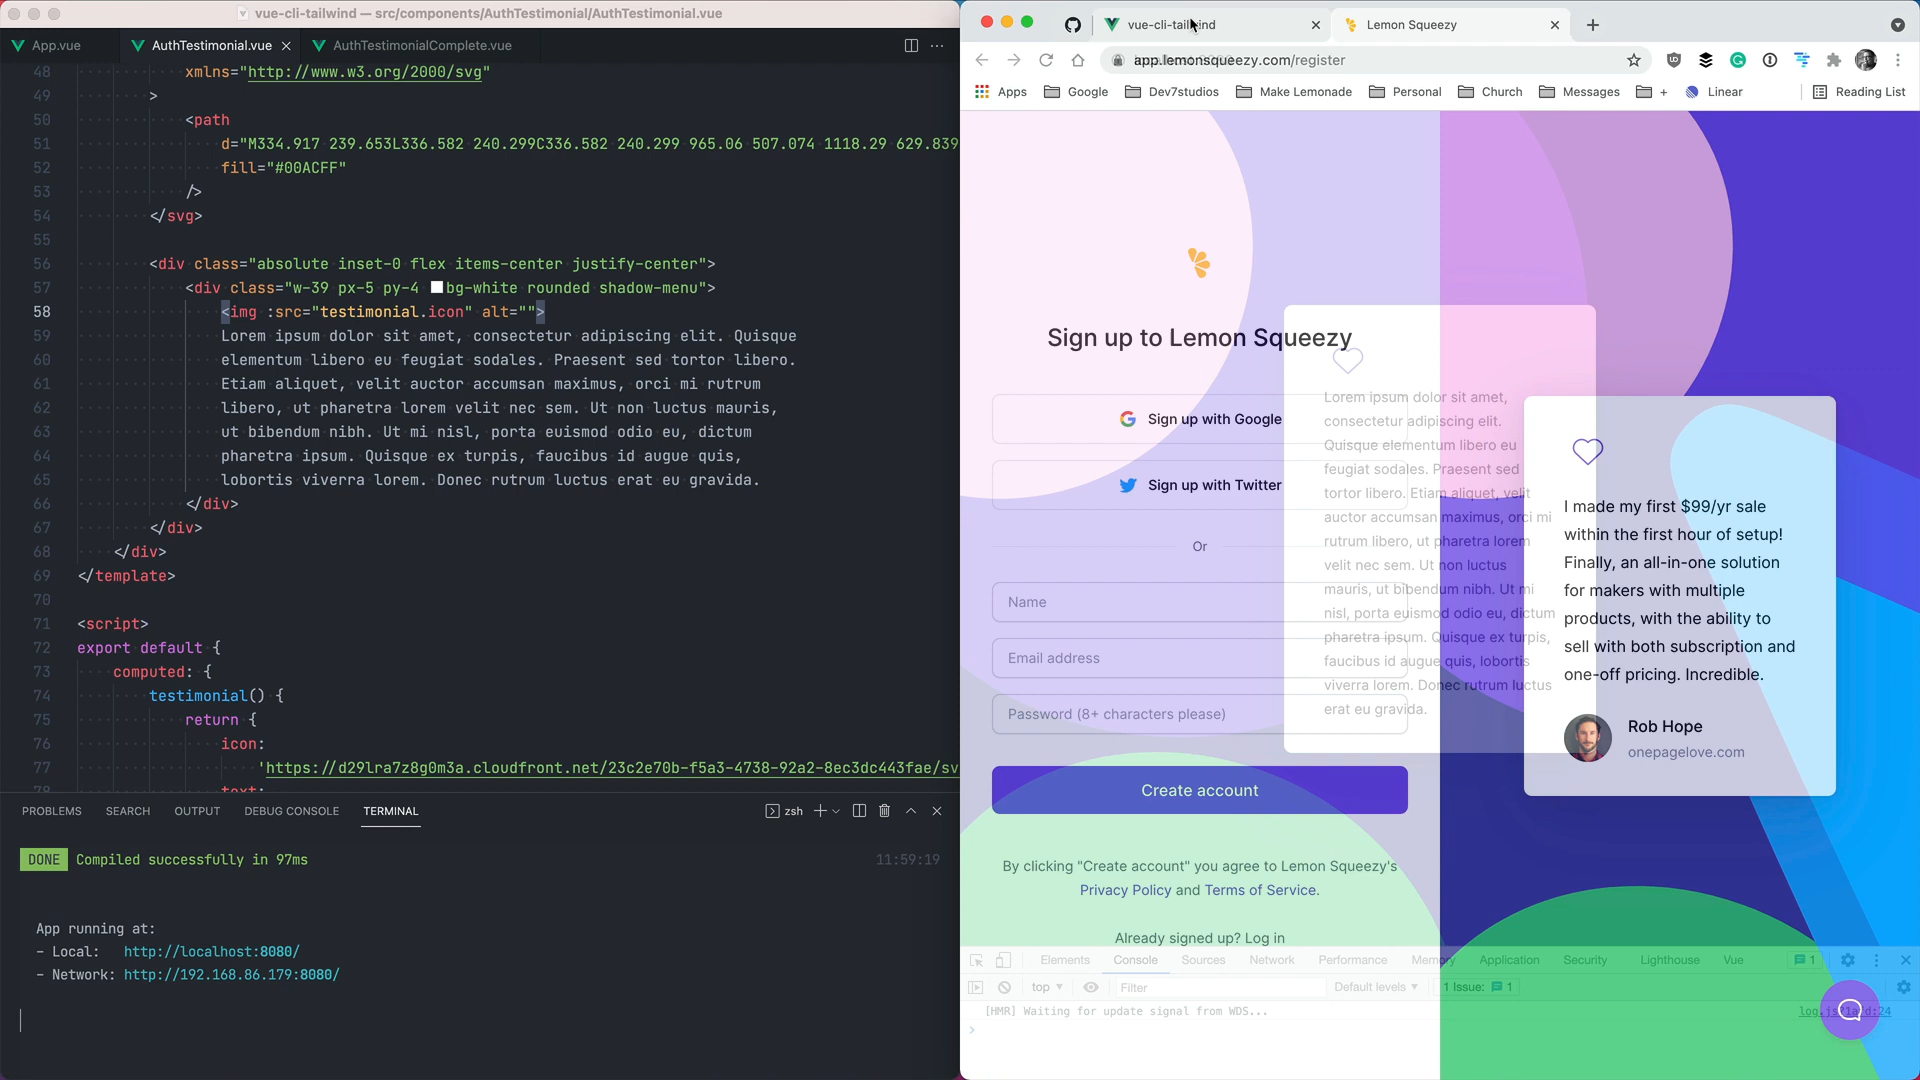 vue-cli-tailwind — src/components/AuthTestimonial/AuthTestimonial.vue
App.vue
AuthTestimonial.vue
AuthTestimonialComplete.vue
48 xmlns="http://www.w3.org/2000/svg"
49 >
50 <path
51 d="M334.917 239.653L336.582 240.299C336.582 240.299 965.06 507.074 1118.29 629.839
52 fill="#00ACFF"
53 />
54 </svg>
55
56 <div class="absolute inset-0 flex items-center justify-center">
57 <div class="w-39 px-5 py-4 bg-white rounded shadow-menu">
58 <img :src="testimonial.icon" alt="">
59 Lorem ipsum dolor sit amet, consectetur adipiscing elit. Quisque
60 elementum libero eu feugiat sodales. Praesent sed tortor libero.
61 Etiam aliquet, velit auctor accumsan maximus, orci mi rutrum
62 libero, ut pharetra lorem velit nec sem. Ut non luctus mauris,
63 ut bibendum nibh. Ut mi nisl, porta euismod odio eu, dictum
64 pharetra ipsum. Quisque ex turpis, faucibus id augue quis,
65 lobortis viverra lorem. Donec rutrum luctus erat eu gravida.
66 </div>
67 </div>
68 </div>
69 </template>
70
71 <script>
72 export default {
73 computed: {
74 testimonial() {
75 return {
76 icon:
77 'https://d29lra7z8g0m3a.cloudfront.net/23c2e70b-f5a3-4738-92a2-8ec3dc443fae/sv
78 text:
PROBLEMS SEARCH OUTPUT DEBUG CONSOLE TERMINAL
zsh
DONE Compiled successfully in 97ms 11:59:19
App running at:
- Local: http://localhost:8080/
- Network: http://192.168.86.179:8080/
vue-cli-tailwind
Lemon Squeezy
app.lemonsqueezy.com/register
Apps Google Dev7studios Make Lemonade Personal Church Messages + Linear Reading List
Sign up to Lemon Squeezy
Sign up with Google
Sign up with Twitter
Or
Name
Email address
Password (8+ characters please)
Create account
By clicking "Create account" you agree to Lemon Squeezy's
Privacy Policy and Terms of Service.
Already signed up? Log in
Lorem ipsum dolor sit amet,
consectetur adipiscing elit.
Quisque elementum libero eu
feugiat sodales. Praesent sed
tortor libero. Etiam aliquet, velit
auctor accumsan maximus, orci mi
rutrum libero, ut pharetra lorem
velit nec sem. Ut non luctus
mauris, ut bibendum nibh. Ut mi
nisl, porta euismod odio eu, dictum
pharetra ipsum. Quisque ex turpis,
faucibus id augue quis, lobortis
viverra lorem. Donec rutrum luctus
erat eu gravida.
I made my first $99/yr sale
within the first hour of setup!
Finally, an all-in-one solution
for makers with multiple
products, with the ability to
sell with both subscription and
one-off pricing. Incredible.
Rob Hope
onepagelove.com
Elements Console Sources Network Performance Memory Application Security Lighthouse Vue 1
top Filter Default levels 1 Issue: 1
[HMR] Waiting for update signal from WDS...